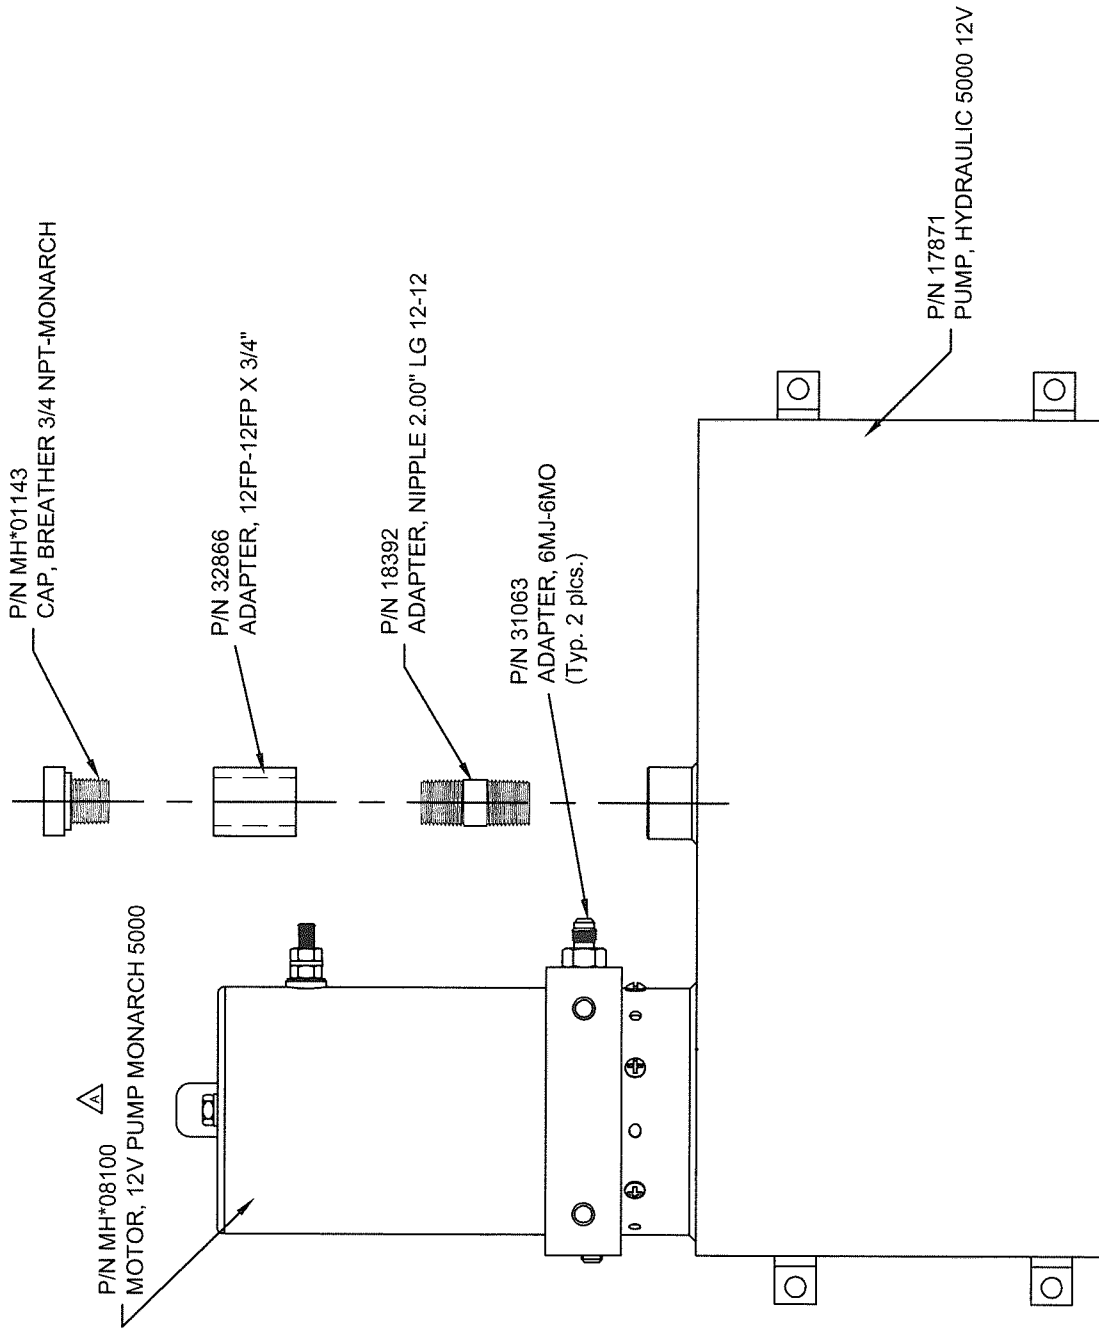 P/N MH*01143
CAP, BREATHER 3/4 NPT-MONARCH
P/N 32866
ADAPTER, 12FP-12FP X 3/4"
P/N 18392
ADAPTER, NIPPLE 2.00" LG 12-12
P/N 31063
ADAPTER, 6MJ-6MO
(Typ. 2 plcs.)
P/N MH*08100
A
MOTOR, 12V PUMP MONARCH 5000
P/N 17871
PUMP, HYDRAULIC 5000 12V